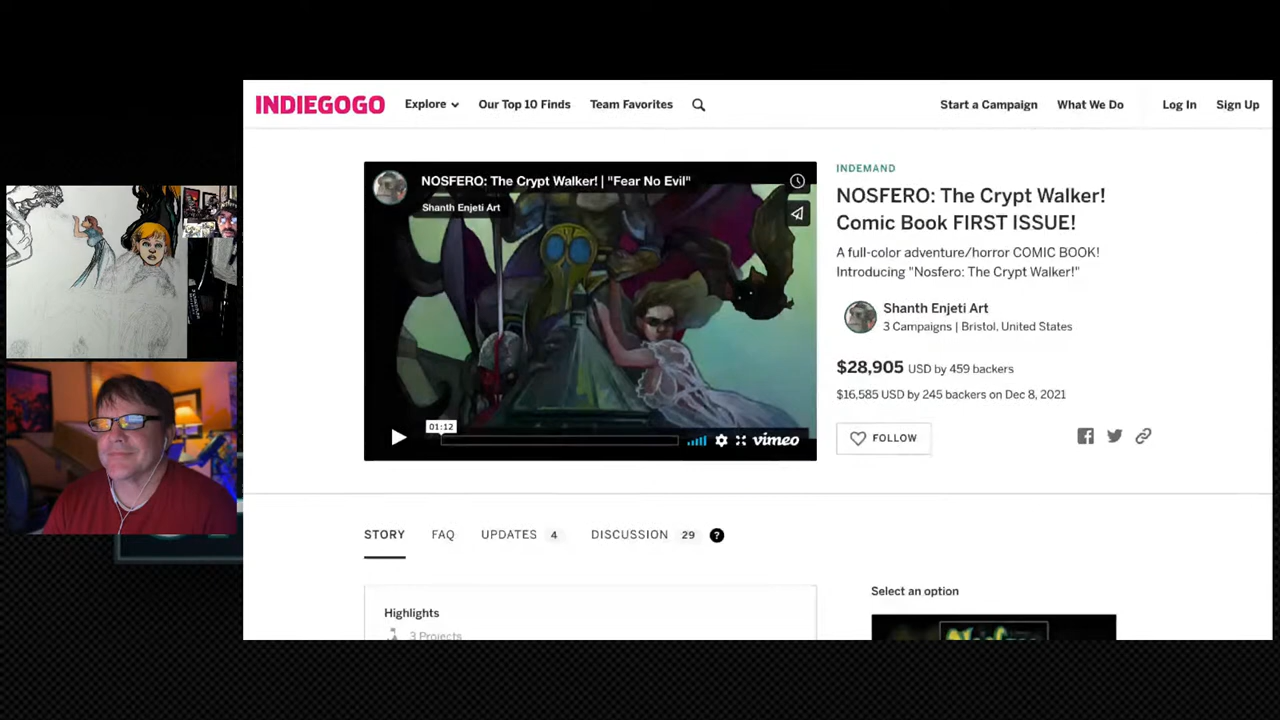 INDIEGOGO Explore Our Top 10 Finds Team Favorites Start a Campaign What We Do Log In Sign Up
NOSFERO: The Crypt Walker! | "Fear No Evil"
Shanth Enjeti Art
01:12
vimeo
INDEMAND
NOSFERO: The Crypt Walker!
Comic Book FIRST ISSUE!
A full-color adventure/horror COMIC BOOK!
Introducing "Nosfero: The Crypt Walker!"
Shanth Enjeti Art
3 Campaigns | Bristol, United States
$28,905 USD by 459 backers
$16,585 USD by 245 backers on Dec 8, 2021
FOLLOW
STORY FAQ UPDATES 4 DISCUSSION 29 ?
Highlights
3 Projects
Select an option